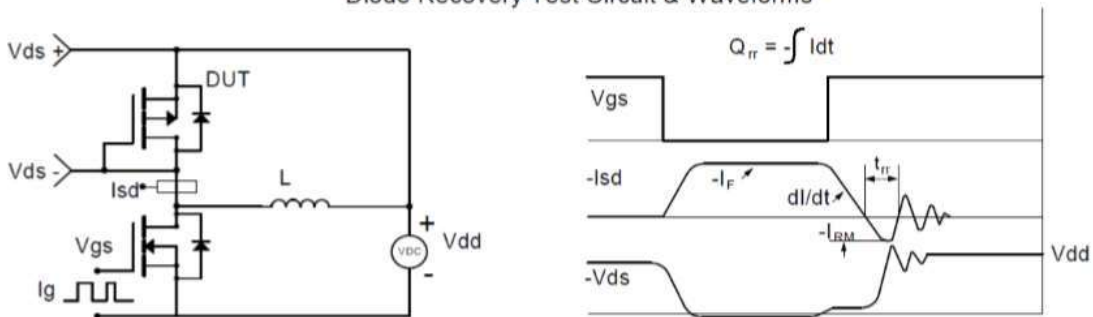 Diode Recovery Test Circuit & Waveforms
Vds +
DUT
Vds -
Isd
L
Vgs
Ig
+
VDC
-
Vdd
Qrr = -∫ Idt
Vgs
-Isd
-IF
dI/dt
trr
-IRM
Vdd
-Vds